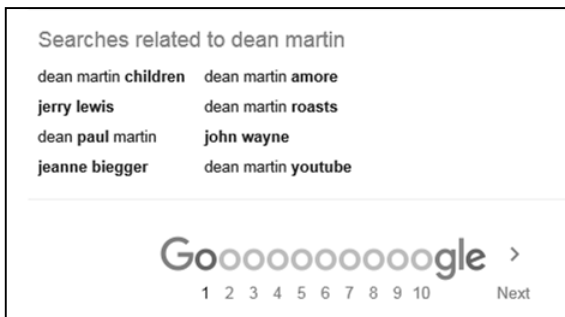 Searches related to dean martin
dean martin children dean martin amore
jerry lewis dean martin roasts
dean paul martin john wayne
jeanne biegger dean martin youtube
Goooooooooogle >
1 2 3 4 5 6 7 8 9 10 Next